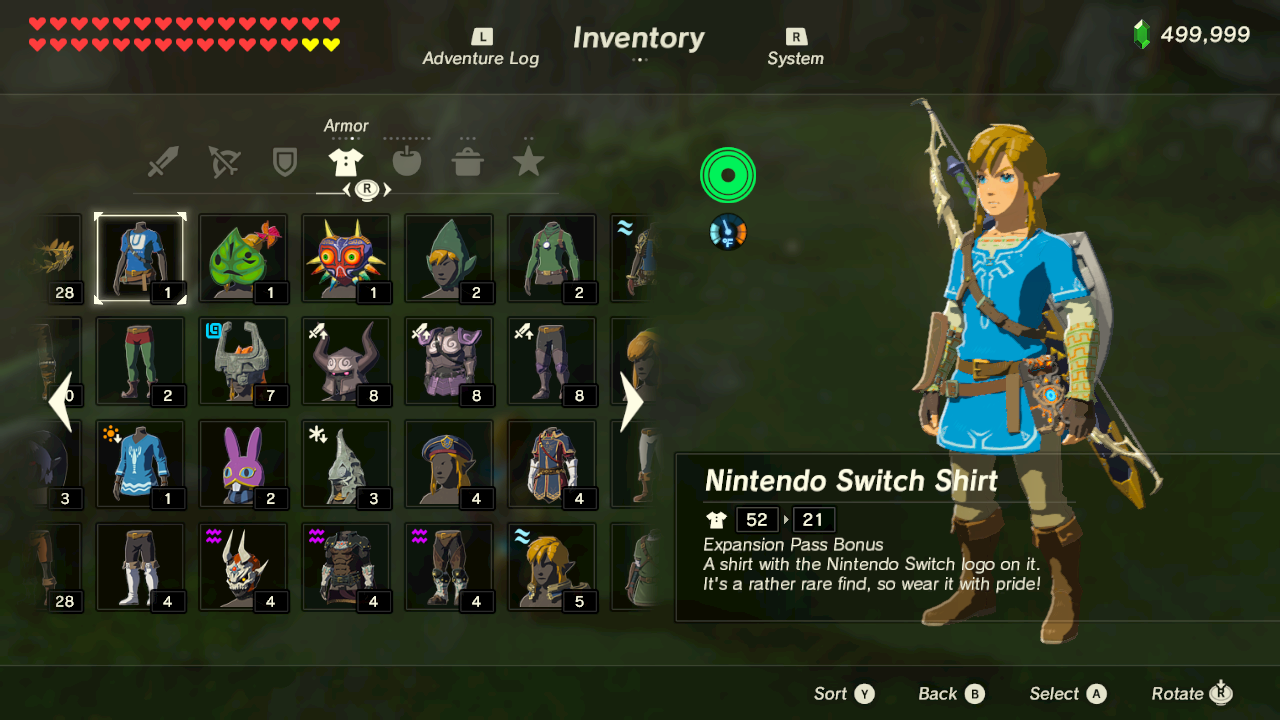 L
Adventure Log
Inventory
R
System
499,999
Armor
R
28
1
1
1
2
2
0
2
7
8
8
8
3
1
2
3
4
4
28
4
4
4
4
5
°F
Nintendo Switch Shirt
52 21
Expansion Pass Bonus
A shirt with the Nintendo Switch logo on it.
It's a rather rare find, so wear it with pride!
Sort Y
Back B
Select A
Rotate R